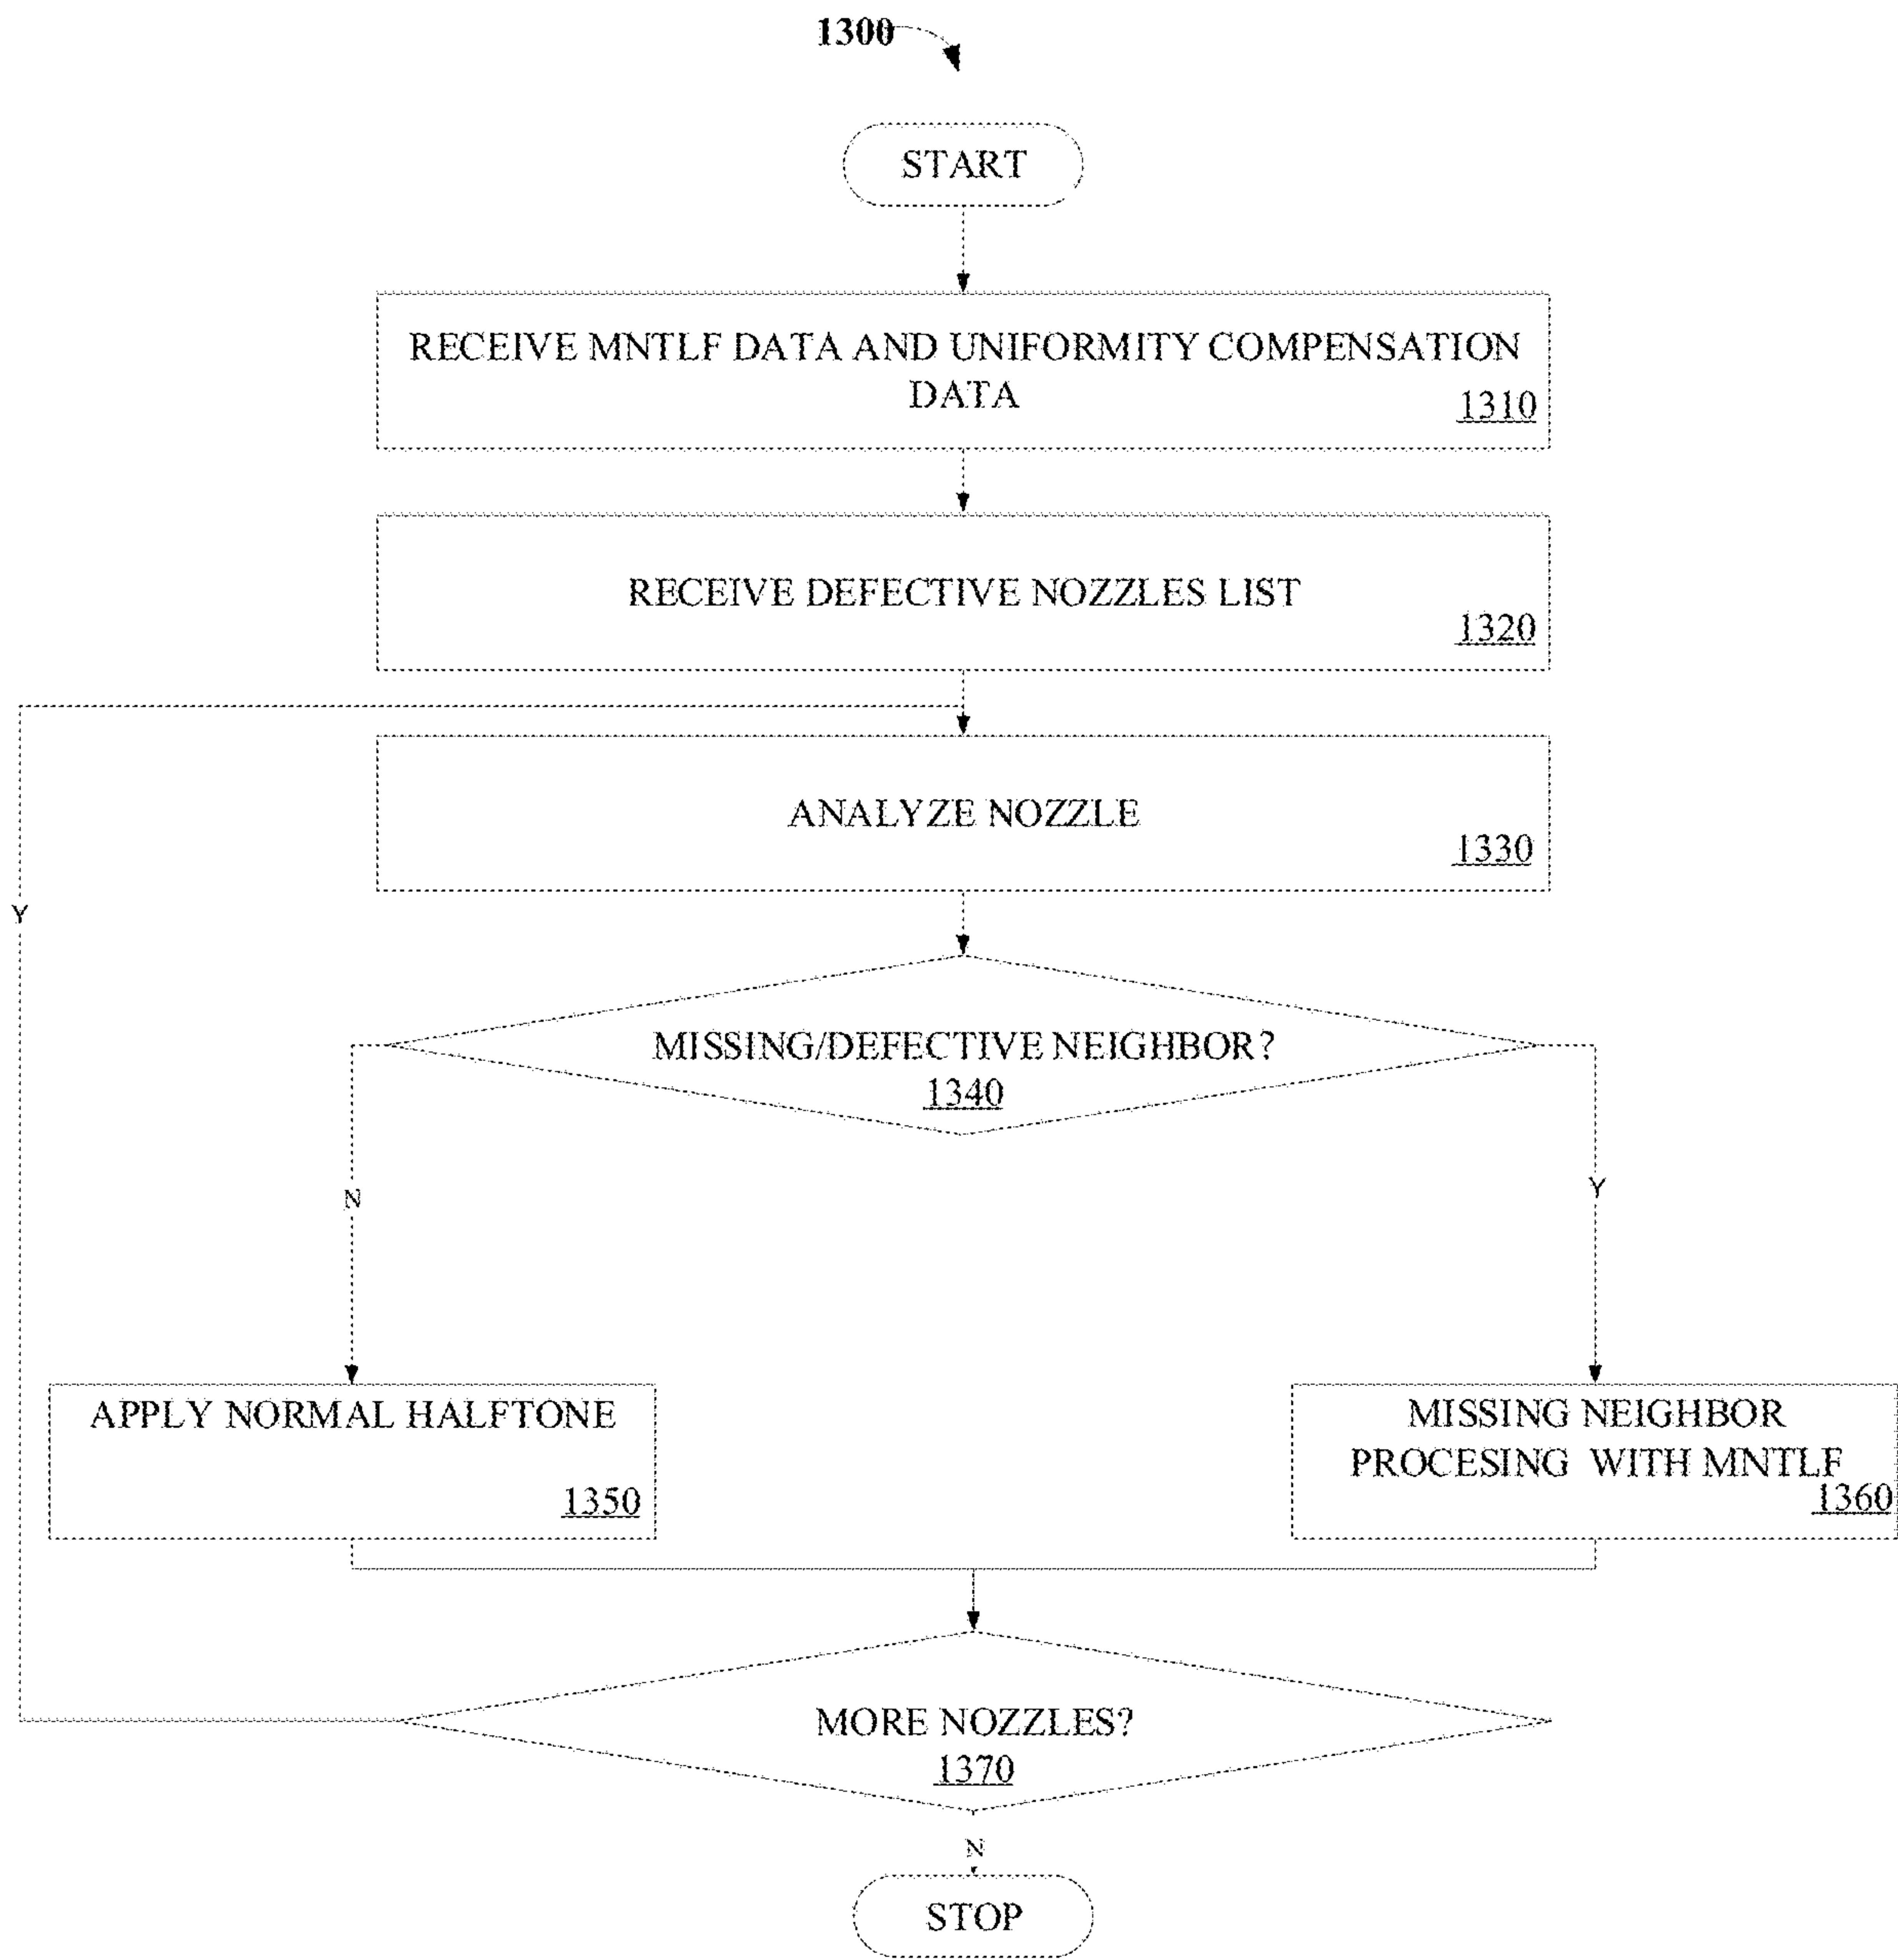 1300
START
RECEIVE MNTLF DATA AND UNIFORMITY COMPENSATION
DATA
1310
RECEIVE DEFECTIVE NOZZLES LIST
1320
ANALYZE NOZZLE
1330
Y
MISSING/DEFECTIVE NEIGHBOR?
1340
N
Y
APPLY NORMAL HALFTONE
1350
MISSING NEIGHBOR
PROCESING WITH MNTLF
1360
MORE NOZZLES?
1370
N
STOP